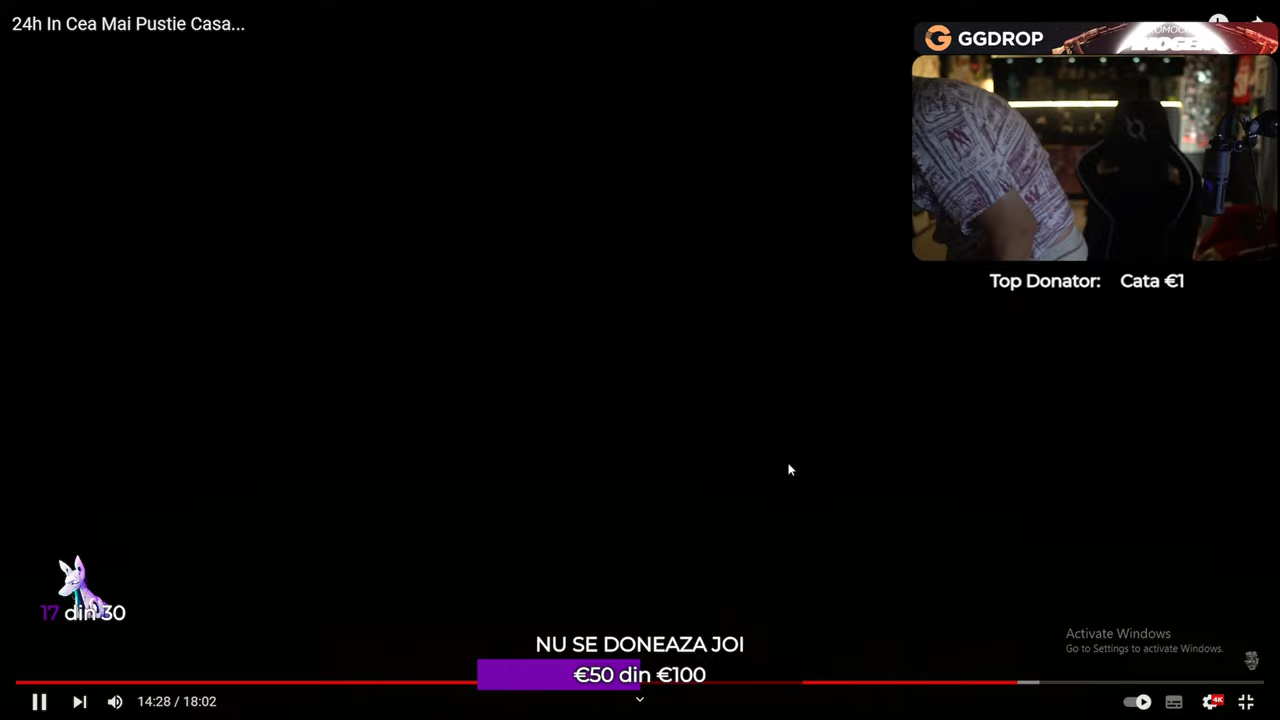 24h In Cea Mai Pustie Casa...
GGDROP
Top Donator: Cata €1
17 din 30
NU SE DONEAZA JOI
€50 din €100
Activate Windows
Go to Settings to activate Windows.
14:28 / 18:02
4K